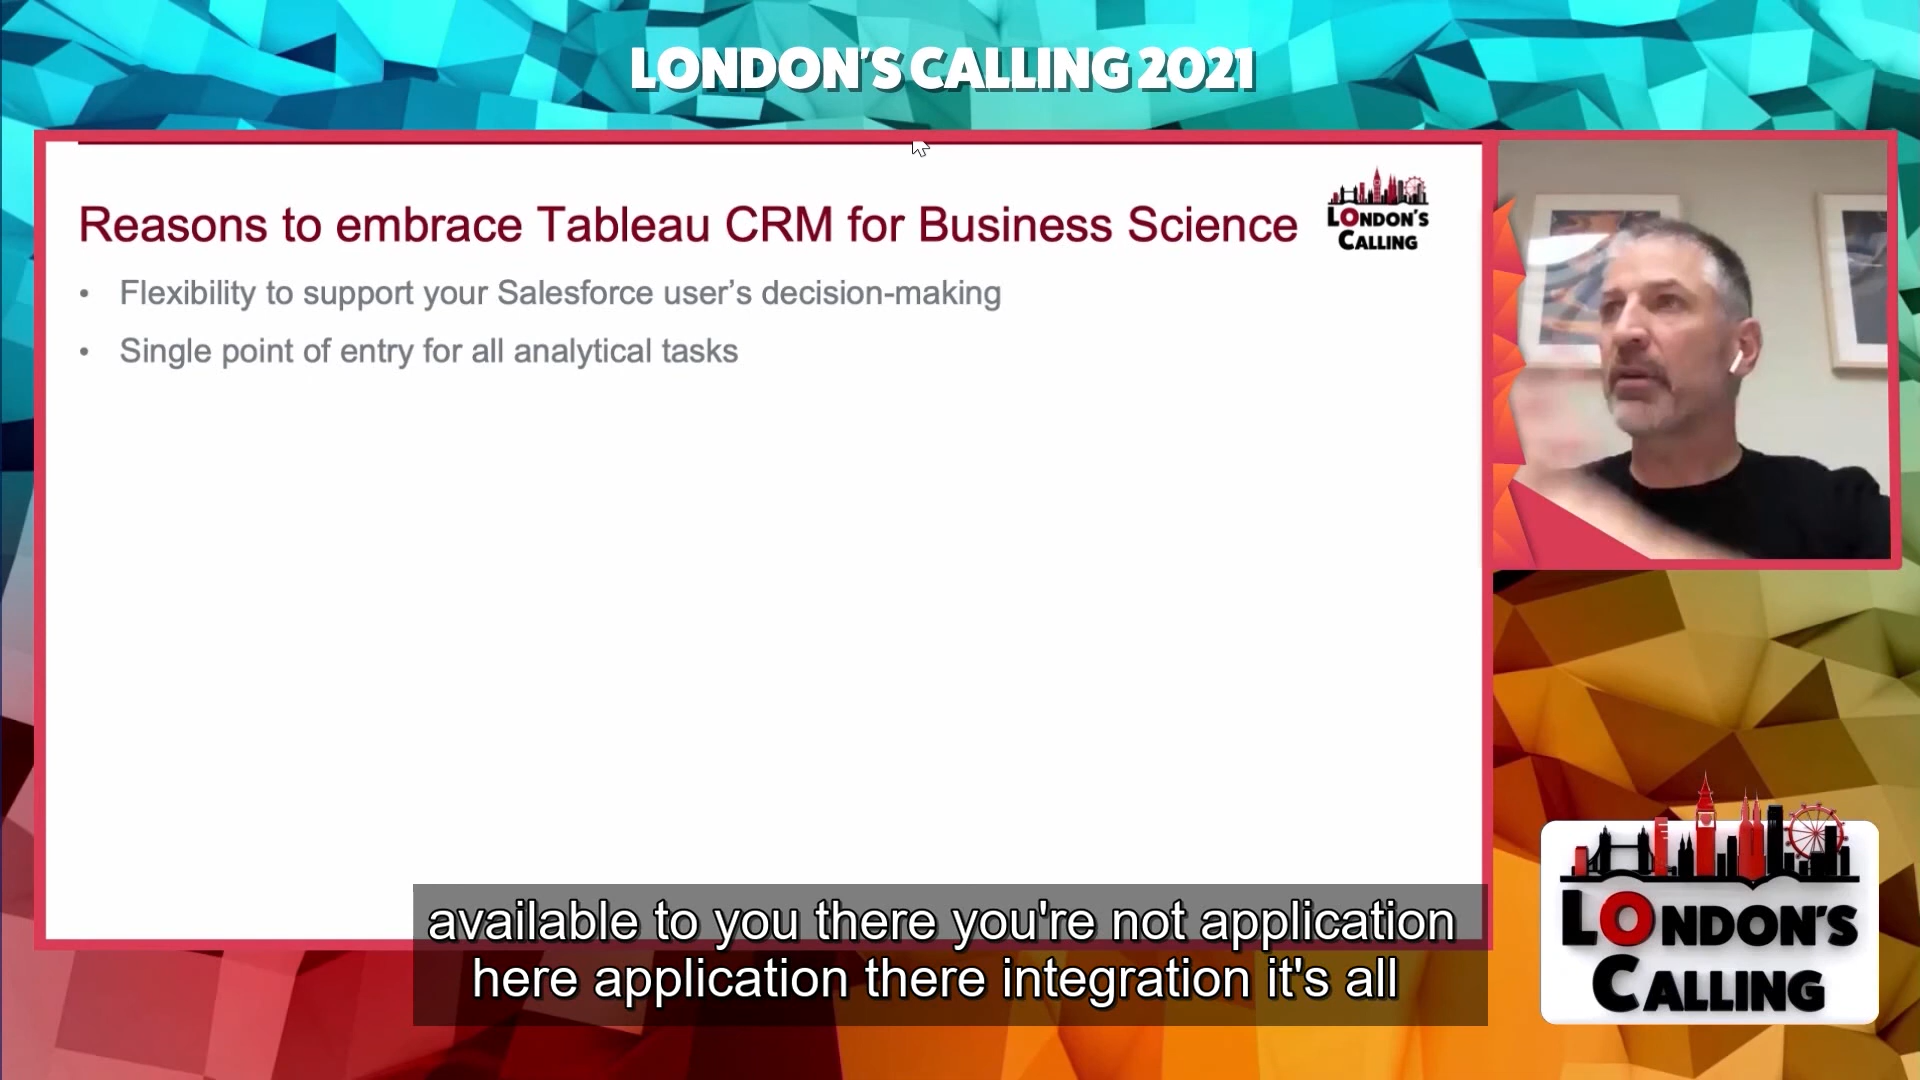 LONDON'S CALLING 2021
Reasons to embrace Tableau CRM for Business Science
LONDON'S
CALLING
• Flexibility to support your Salesforce user’s decision-making
• Single point of entry for all analytical tasks
available to you there you're not application
here application there integration it's all
LONDON'S
CALLING